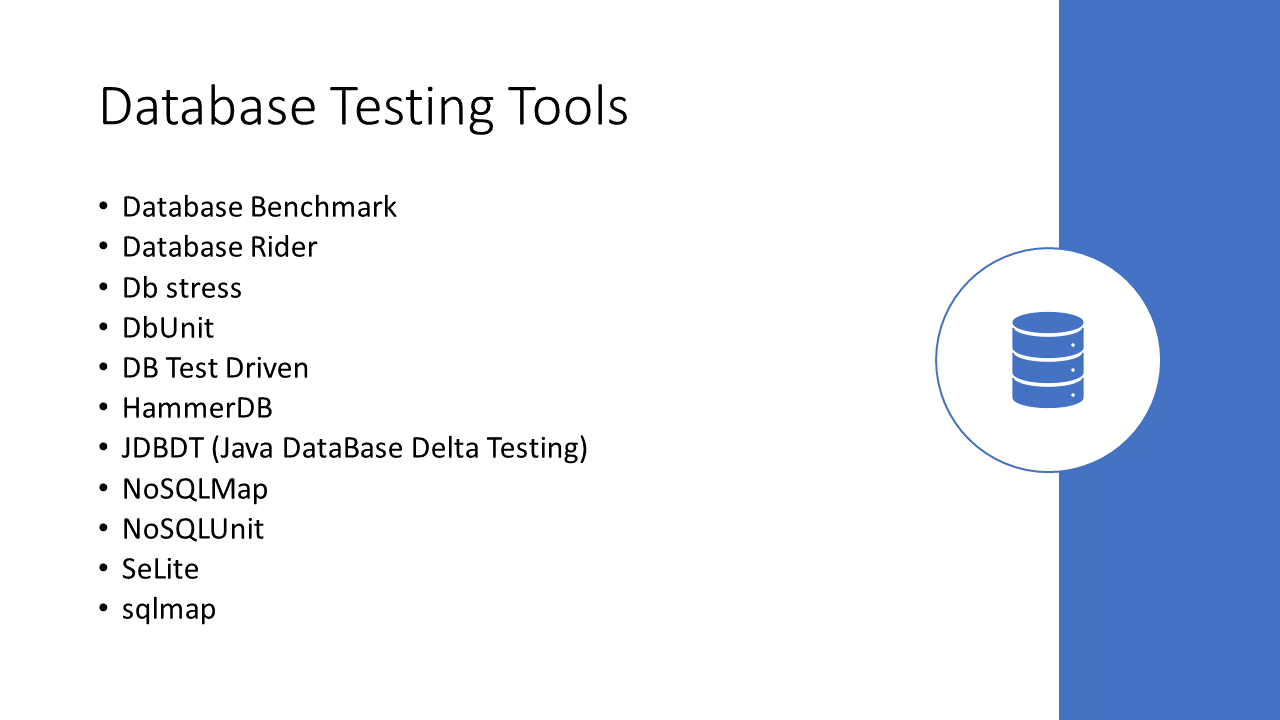 Database Testing Tools
• Database Benchmark
• Database Rider
• Db stress
• DbUnit
• DB Test Driven
• HammerDB
• JDBDT (Java DataBase Delta Testing)
• NoSQLMap
• NoSQLUnit
• SeLite
• sqlmap